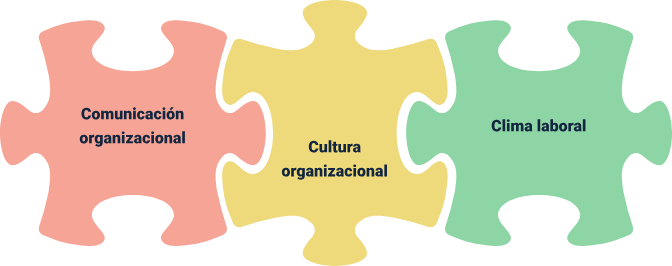 Comunicación
organizacional
Cultura
organizacional
Clima laboral